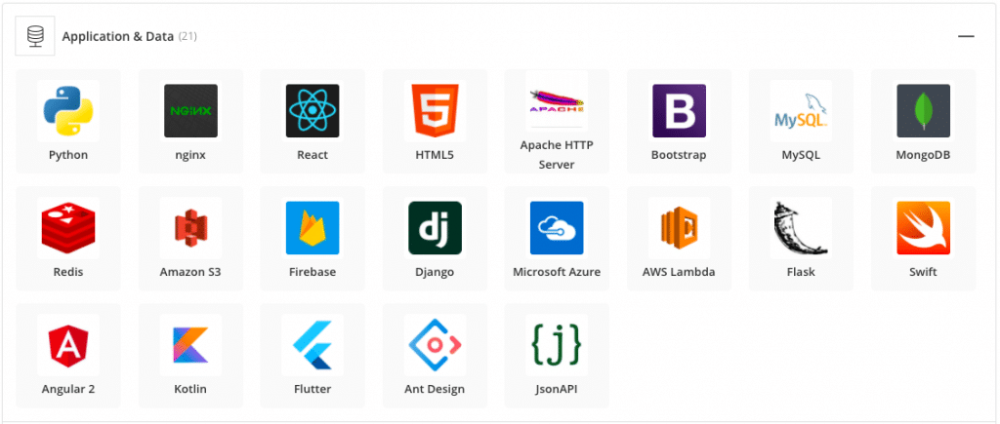 Application & Data (21)
NGINX
5
APACHE
B
MySQL
Python
nginx
React
HTML5
Apache HTTP
Server
Bootstrap
MySQL
MongoDB
dj
Redis
Amazon S3
Firebase
Django
Microsoft Azure
AWS Lambda
Flask
Swift
A
{j}
Angular 2
Kotlin
Flutter
Ant Design
JsonAPI